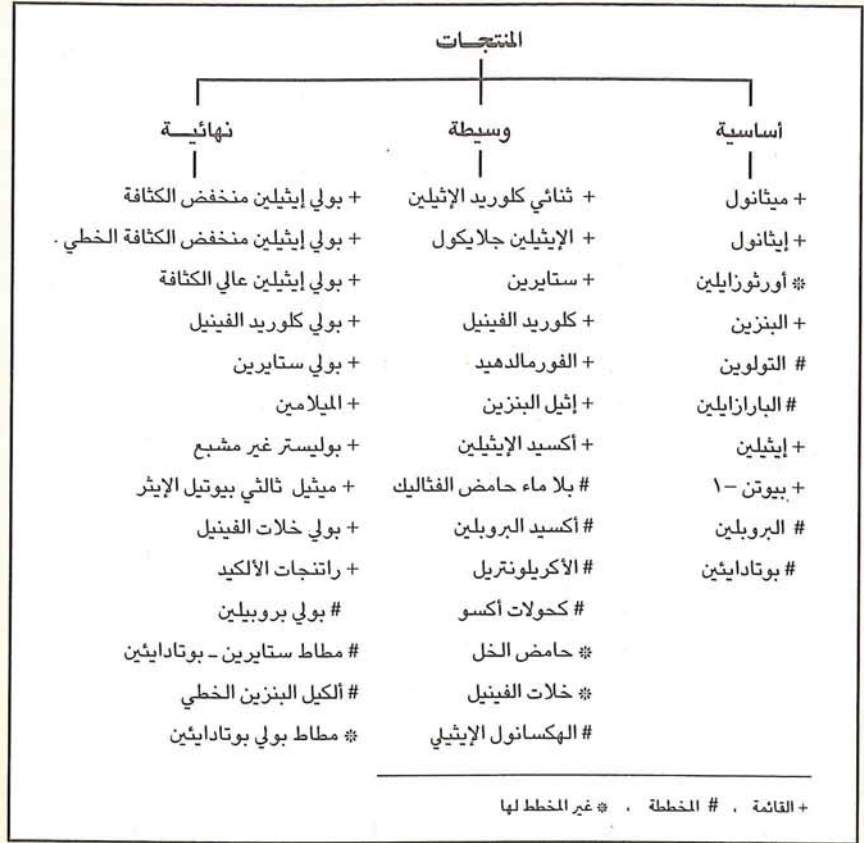 المنتجـــات
أساسية
+ ميثانول
+ إيثانول
❊ أورثوزايلين
+ البنزين
# التولوين
# البارازايلين
+ إيثيلين
+ بيوتن –١
# البروبلين
# بوتادايئين
وسيطة
+ ثنائي كلوريد الإثيلين
+ الإيثيلين جلايكول
+ ستايرين
+ كلوريد الفينيل
+ الفورمالدهيد
+ إثيل البنزين
+ أكسيد الإيثيلين
# بلا ماء حامض الفثاليك
# أكسيد البروبلين
# الأكريلونتريل
# كحولات أكسو
❊ حامض الخل
❊ خلات الفينيل
# الهكسانول الإيثيلي
نهائيـــة
+ بولي إيثيلين منخفض الكثافة
+ بولي إيثيلين منخفض الكثافة الخطي .
+ بولي إيثيلين عالي الكثافة
+ بولي كلوريد الفينيل
+ بولي ستايرين
+ الميلامين
+ بوليستر غير مشبع
+ ميثيل ثالثي بيوتيل الإيثر
+ بولي خلات الفينيل
+ راتنجات الألكيد
# بولي بروبيلين
# مطاط ستايرين ـ بوتادايئين
# ألكيل البنزين الخطي
❊ مطاط بولي بوتادايئين
+ القائمة ، # المخططة ، ❊ غير المخطط لها